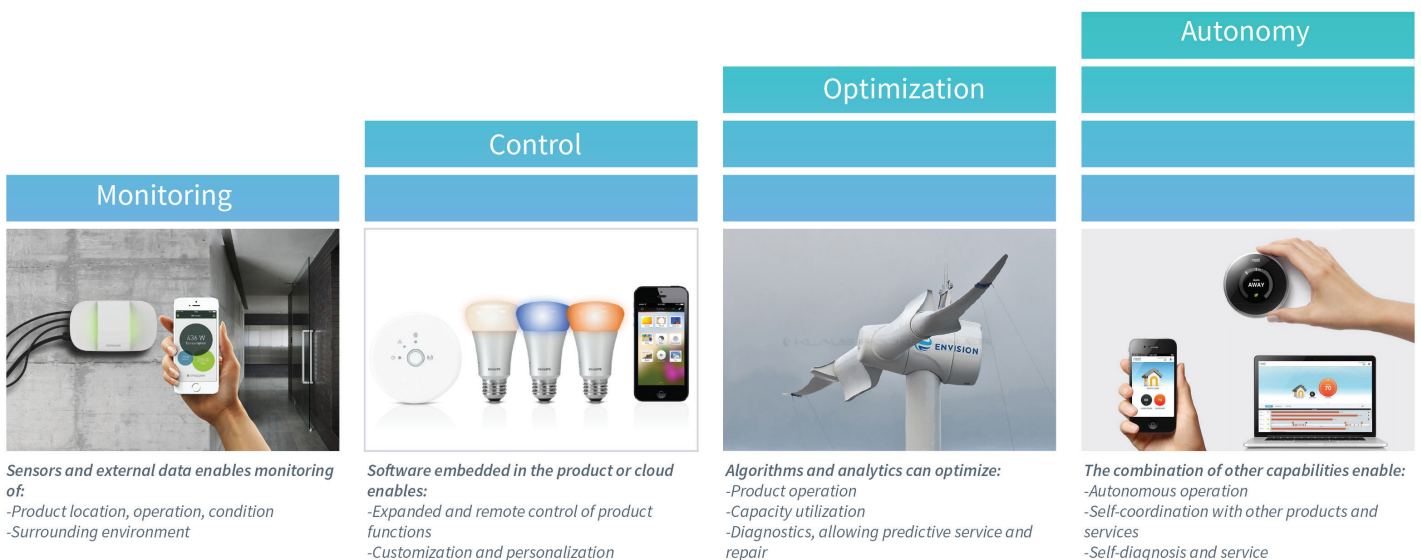 Autonomy
Optimization
Control
Monitoring
436 W
PHILIPS PHILIPS PHILIPS
ENVISION
AWAY
70
Sensors and external data enables monitoring
of:
-Product location, operation, condition
-Surrounding environment
Software embedded in the product or cloud
enables:
-Expanded and remote control of product
functions
-Customization and personalization
Algorithms and analytics can optimize:
-Product operation
-Capacity utilization
-Diagnostics, allowing predictive service and
repair
The combination of other capabilities enable:
-Autonomous operation
-Self-coordination with other products and
services
-Self-diagnosis and service